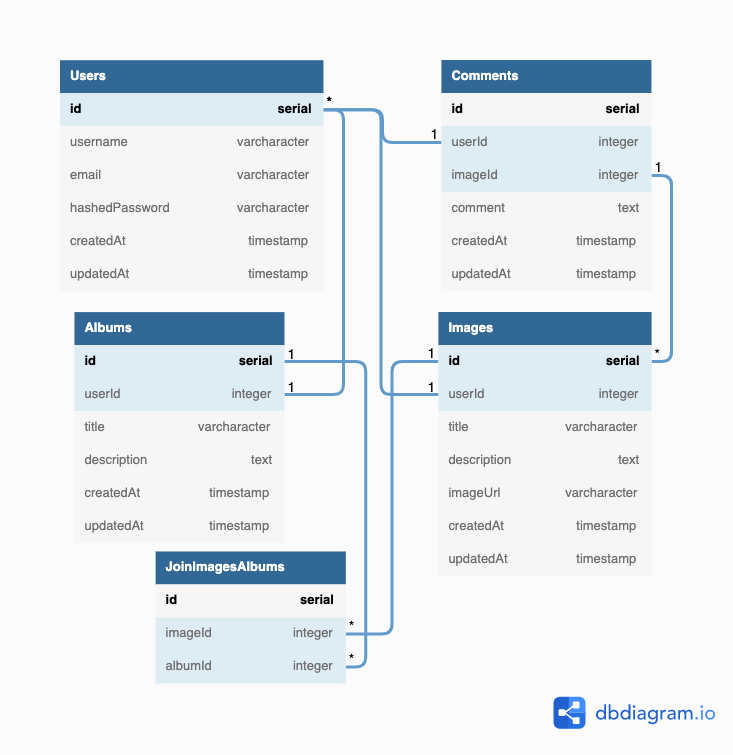 Users
id serial *
username varcharacter
email varcharacter
hashedPassword varcharacter
createdAt timestamp
updatedAt timestamp
Comments
id serial
1 userId integer
imageId integer 1
comment text
createdAt timestamp
updatedAt timestamp
Albums
id serial 1
userId integer 1
title varcharacter
description text
createdAt timestamp
updatedAt timestamp
Images
1 id serial *
1 userId integer
title varcharacter
description text
imageUrl varcharacter
createdAt timestamp
updatedAt timestamp
JoinImagesAlbums
id serial
imageId integer *
albumId integer *
dbdiagram.io